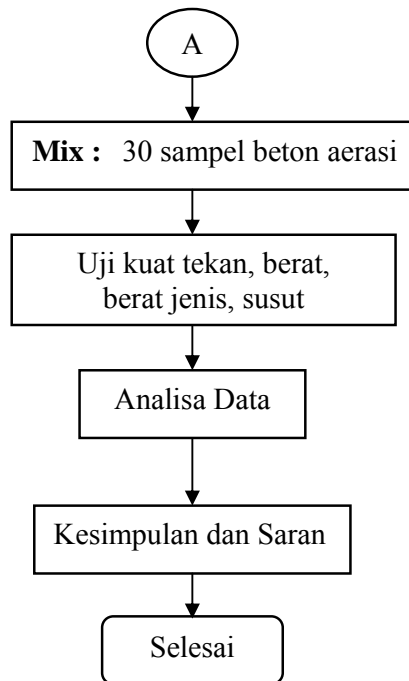 A
Mix : 30 sampel beton aerasi
Uji kuat tekan, berat,
berat jenis, susut
Analisa Data
Kesimpulan dan Saran
Selesai